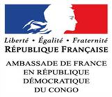 Liberté • Égalité • Fraternité
RÉPUBLIQUE FRANÇAISE
AMBASSADE DE FRANCE
EN RÉPUBLIQUE
DÉMOCRATIQUE
DU CONGO